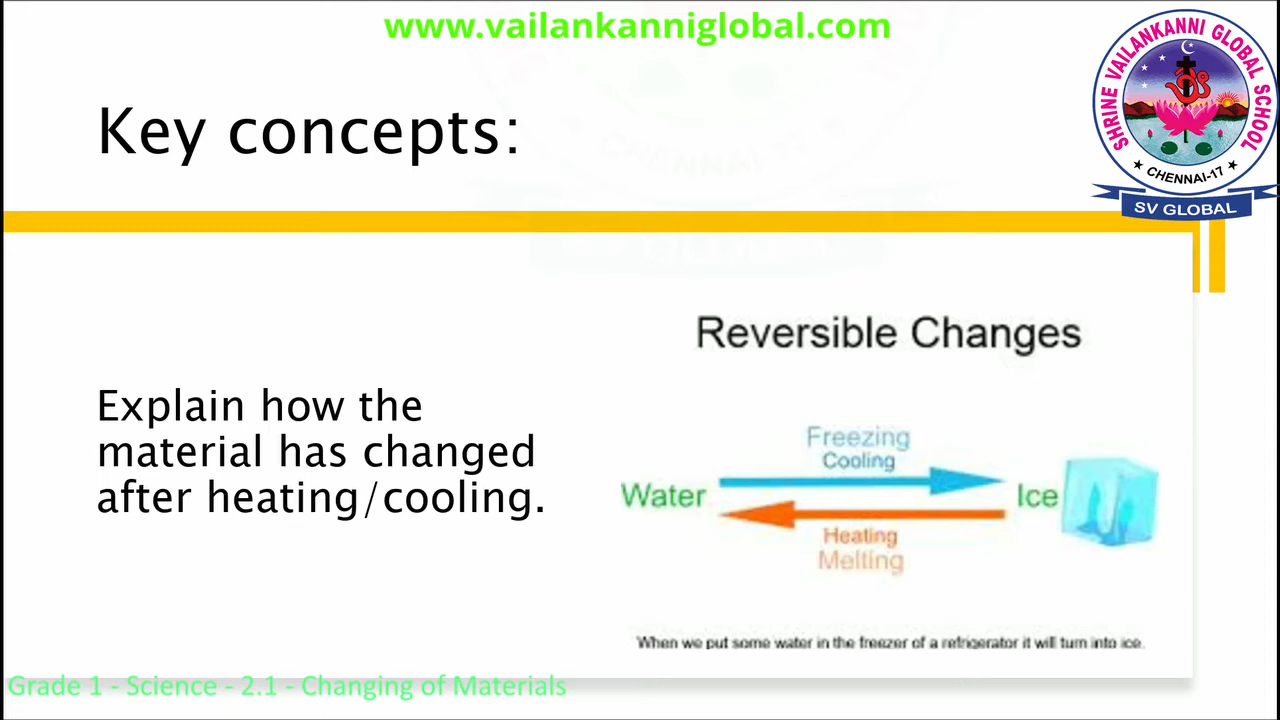 www.vailankanniglobal.com
SHRINE VAILANKANNI GLOBAL SCHOOL
★ CHENNAI-17 ★
SV GLOBAL
Key concepts:
Explain how the
material has changed
after heating/cooling.
Reversible Changes
Freezing
Cooling
Water
Ice
Heating
Melting
When we put some water in the freezer of a refrigerator it will turn into ice.
Grade 1 - Science - 2.1 - Changing of Materials